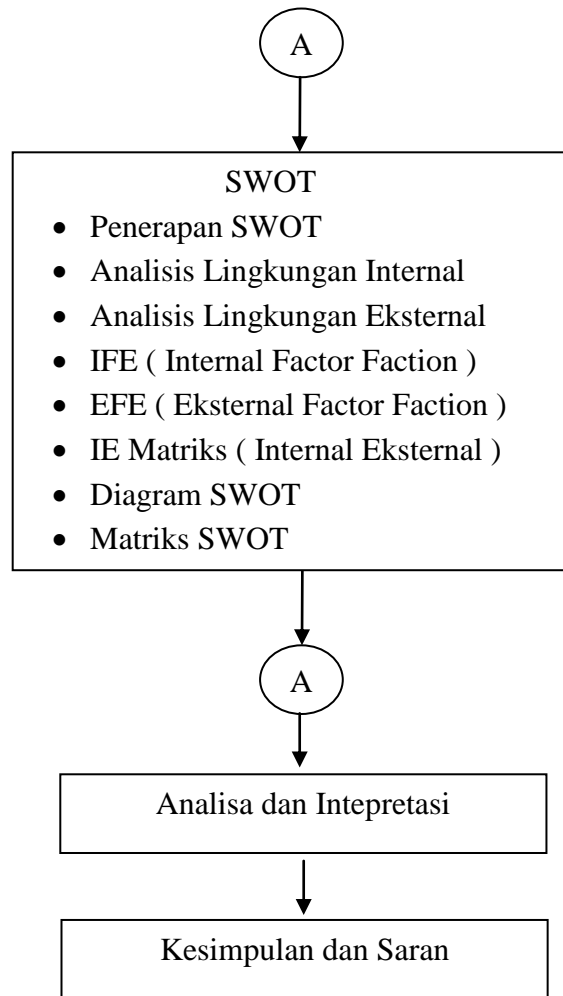 A
SWOT
• Penerapan SWOT
• Analisis Lingkungan Internal
• Analisis Lingkungan Eksternal
• IFE ( Internal Factor Faction )
• EFE ( Eksternal Factor Faction )
• IE Matriks ( Internal Eksternal )
• Diagram SWOT
• Matriks SWOT
A
Analisa dan Intepretasi
Kesimpulan dan Saran